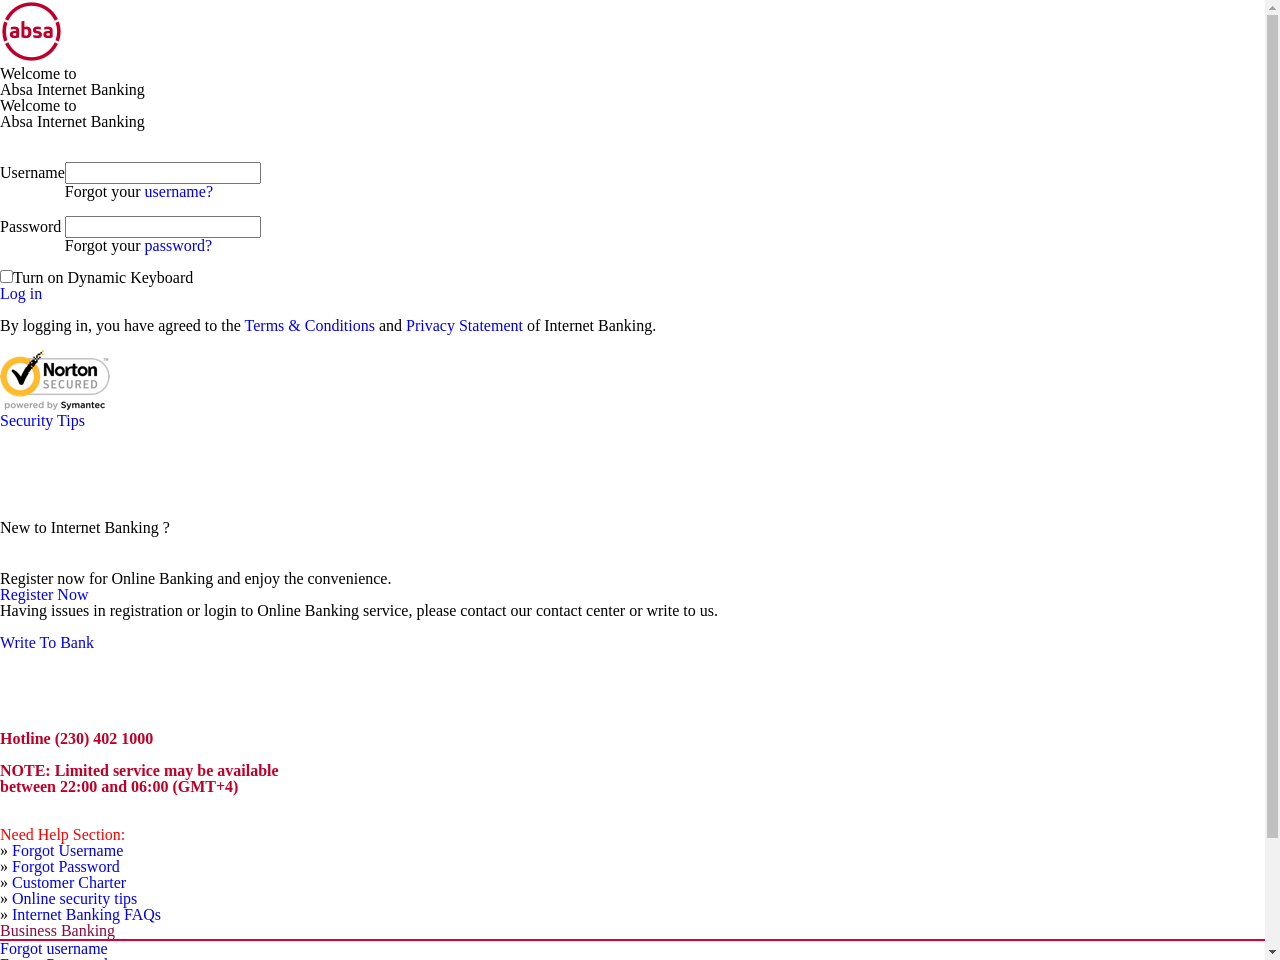 absa
Welcome to
Absa Internet Banking
Welcome to
Absa Internet Banking
Username
Forgot your username?
Password
Forgot your password?
Turn on Dynamic Keyboard
Log in
By logging in, you have agreed to the Terms & Conditions and Privacy Statement of Internet Banking.
Norton
SECURED
powered by Symantec
Security Tips
New to Internet Banking ?
Register now for Online Banking and enjoy the convenience.
Register Now
Having issues in registration or login to Online Banking service, please contact our contact center or write to us.
Write To Bank
Hotline (230) 402 1000
NOTE: Limited service may be available
between 22:00 and 06:00 (GMT+4)
Need Help Section:
» Forgot Username
» Forgot Password
» Customer Charter
» Online security tips
» Internet Banking FAQs
Business Banking
Forgot username